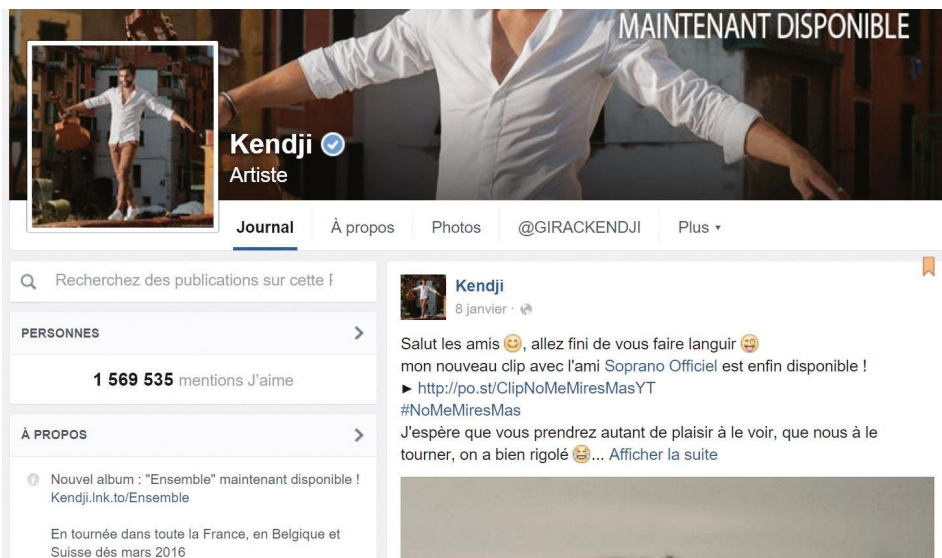 MAINTENANT DISPONIBLE
Kendji
Artiste
Journal
À propos
Photos
@GIRACKENDJI
Plus
Recherchez des publications sur cette
PERSONNES
1 569 535 mentions J'aime
À PROPOS
Nouvel album : "Ensemble" maintenant disponible !
Kendji.lnk.to/Ensemble
En tournée dans toute la France, en Belgique et
Suisse dès mars 2016
Kendji
8 janvier ·
Salut les amis 😊, allez fini de vous faire languir 😜
mon nouveau clip avec l'ami Soprano Officiel est enfin disponible !
► http://po.st/ClipNoMeMiresMasYT
#NoMeMiresMas
J'espère que vous prendrez autant de plaisir à le voir, que nous à le
tourner, on a bien rigolé 😆... Afficher la suite